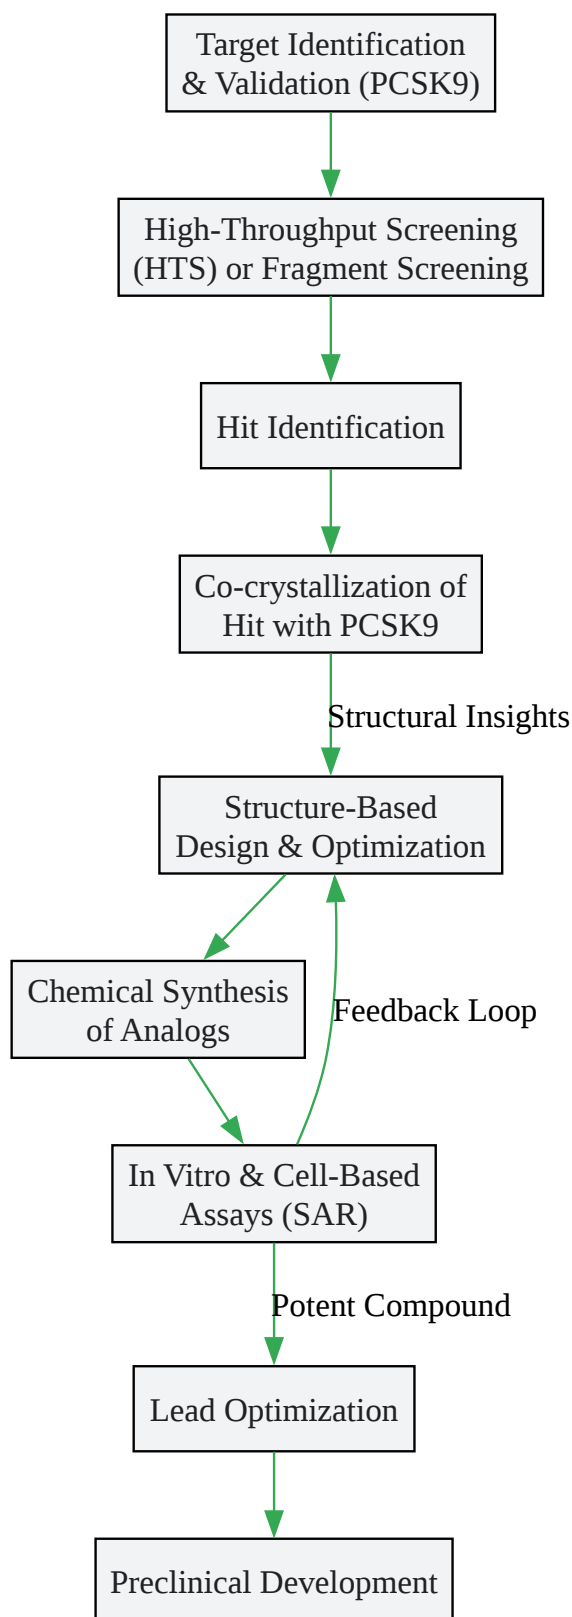 Target Identification
& Validation (PCSK9)
High-Throughput Screening
(HTS) or Fragment Screening
Hit Identification
Co-crystallization of
Hit with PCSK9
Structural Insights
Structure-Based
Design & Optimization
Chemical Synthesis
of Analogs
Feedback Loop
In Vitro & Cell-Based
Assays (SAR)
Potent Compound
Lead Optimization
Preclinical Development